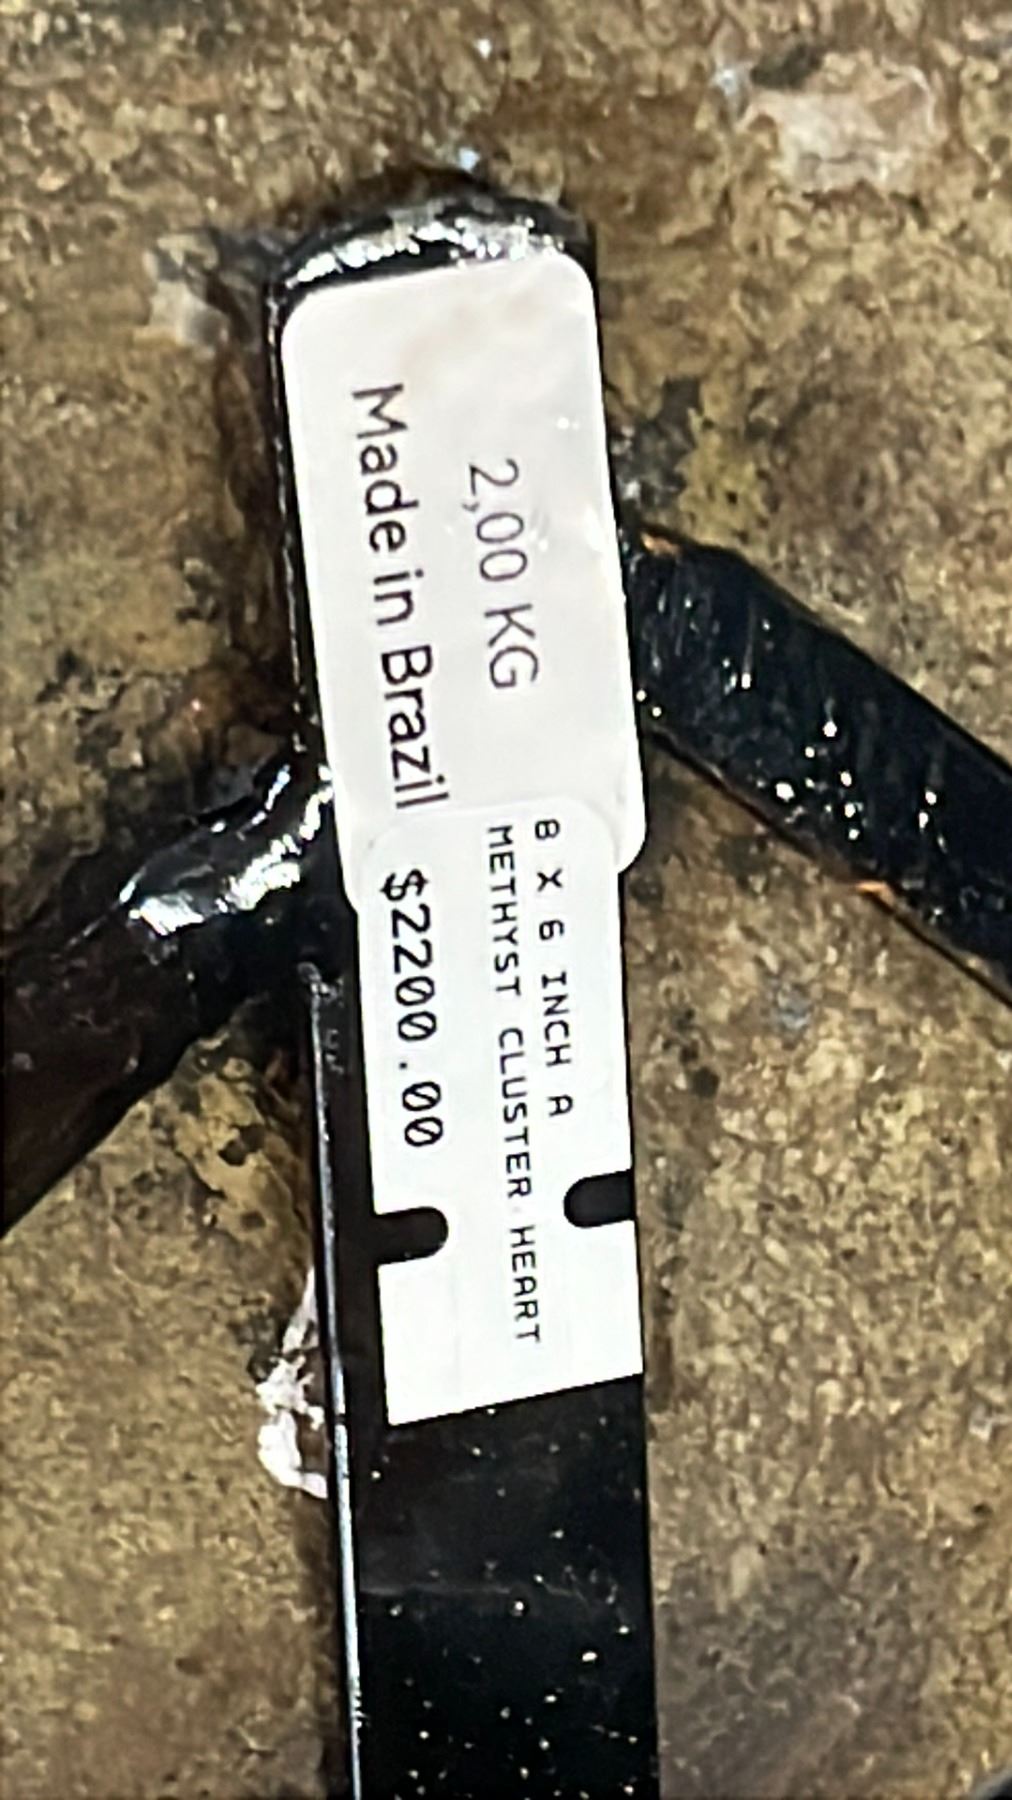 2,00 KG
Made in Brazil
8 X 6 INCH A
METHYST CLUSTER HEART
$2200.00